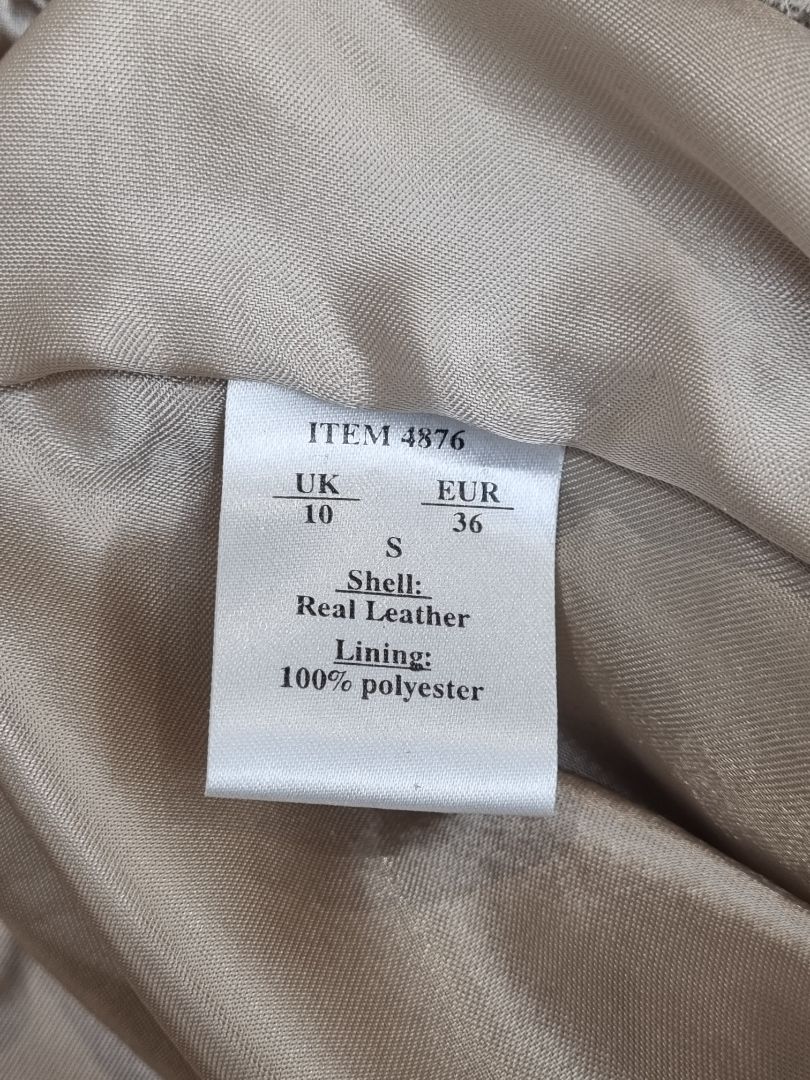 ITEM 4876
UK EUR
10 36
S
Shell:
Real Leather
Lining:
100% polyester